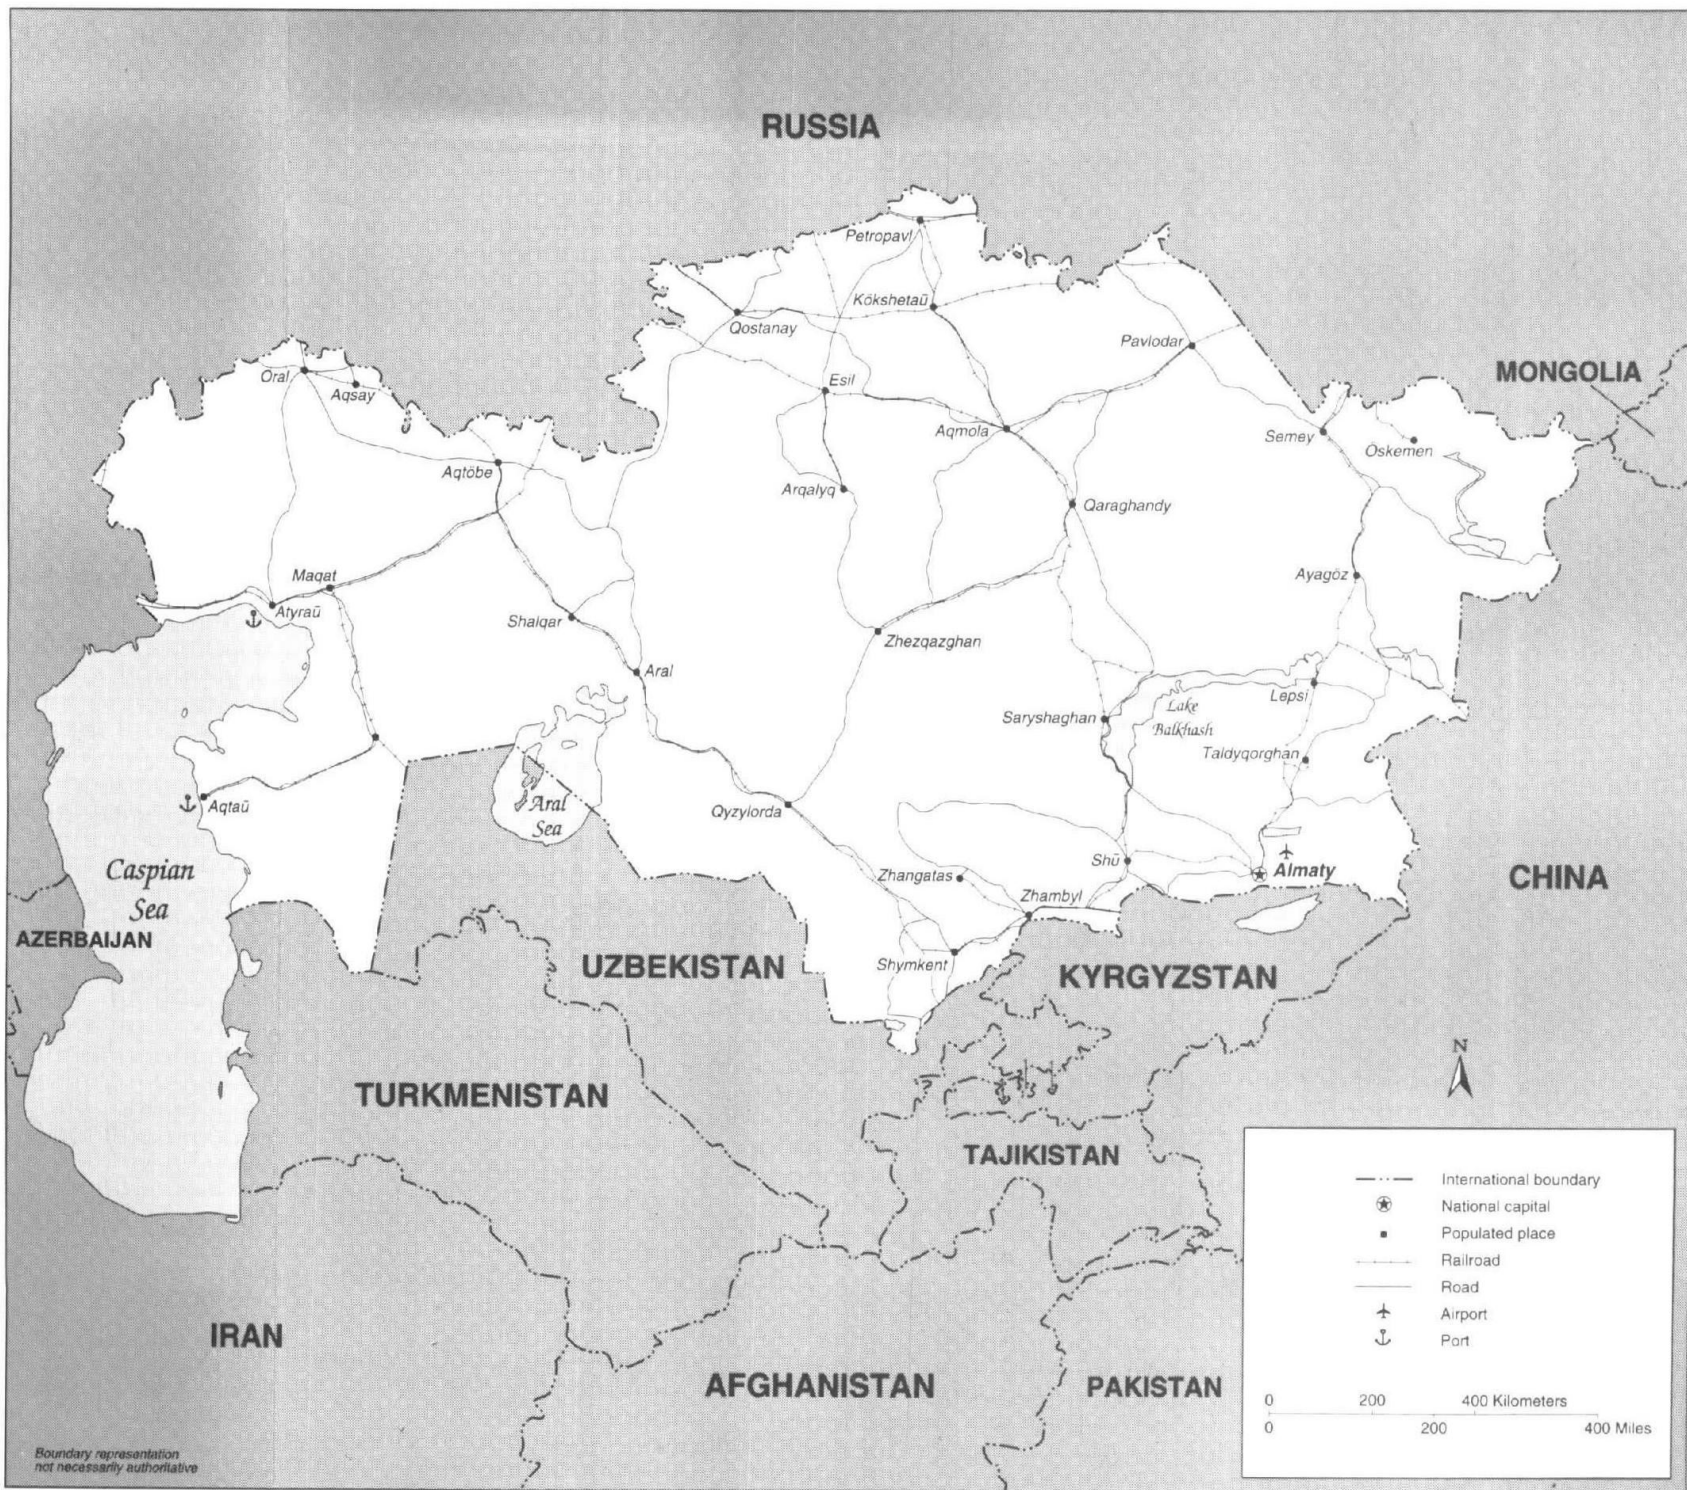 RUSSIA
Petropavl
Kökshetaū
Qostanay
Pavlodar
MONGOLIA
Oral
Aqsay
Esil
Aqmola
Semey
Öskemen
Aqtöbe
Arqalyq
Qaraghandy
Maqat
Ayagöz
Atyraū
Shalqar
Zhezqazghan
Aral
Lepsi
Saryshaghan
Lake
Balkhash
Taldyqorghan
Aqtaū
Aral
Sea
Qyzylorda
Shū
Almaty
Caspian
Sea
Zhangatas
Zhambyl
CHINA
AZERBAIJAN
UZBEKISTAN
Shymkent
KYRGYZSTAN
N
TURKMENISTAN
TAJIKISTAN
International boundary
National capital
Populated place
Railroad
Road
Airport
Port
IRAN
AFGHANISTAN
PAKISTAN
0 200 400 Kilometers
0 200 400 Miles
Boundary representation
not necessarily authoritative